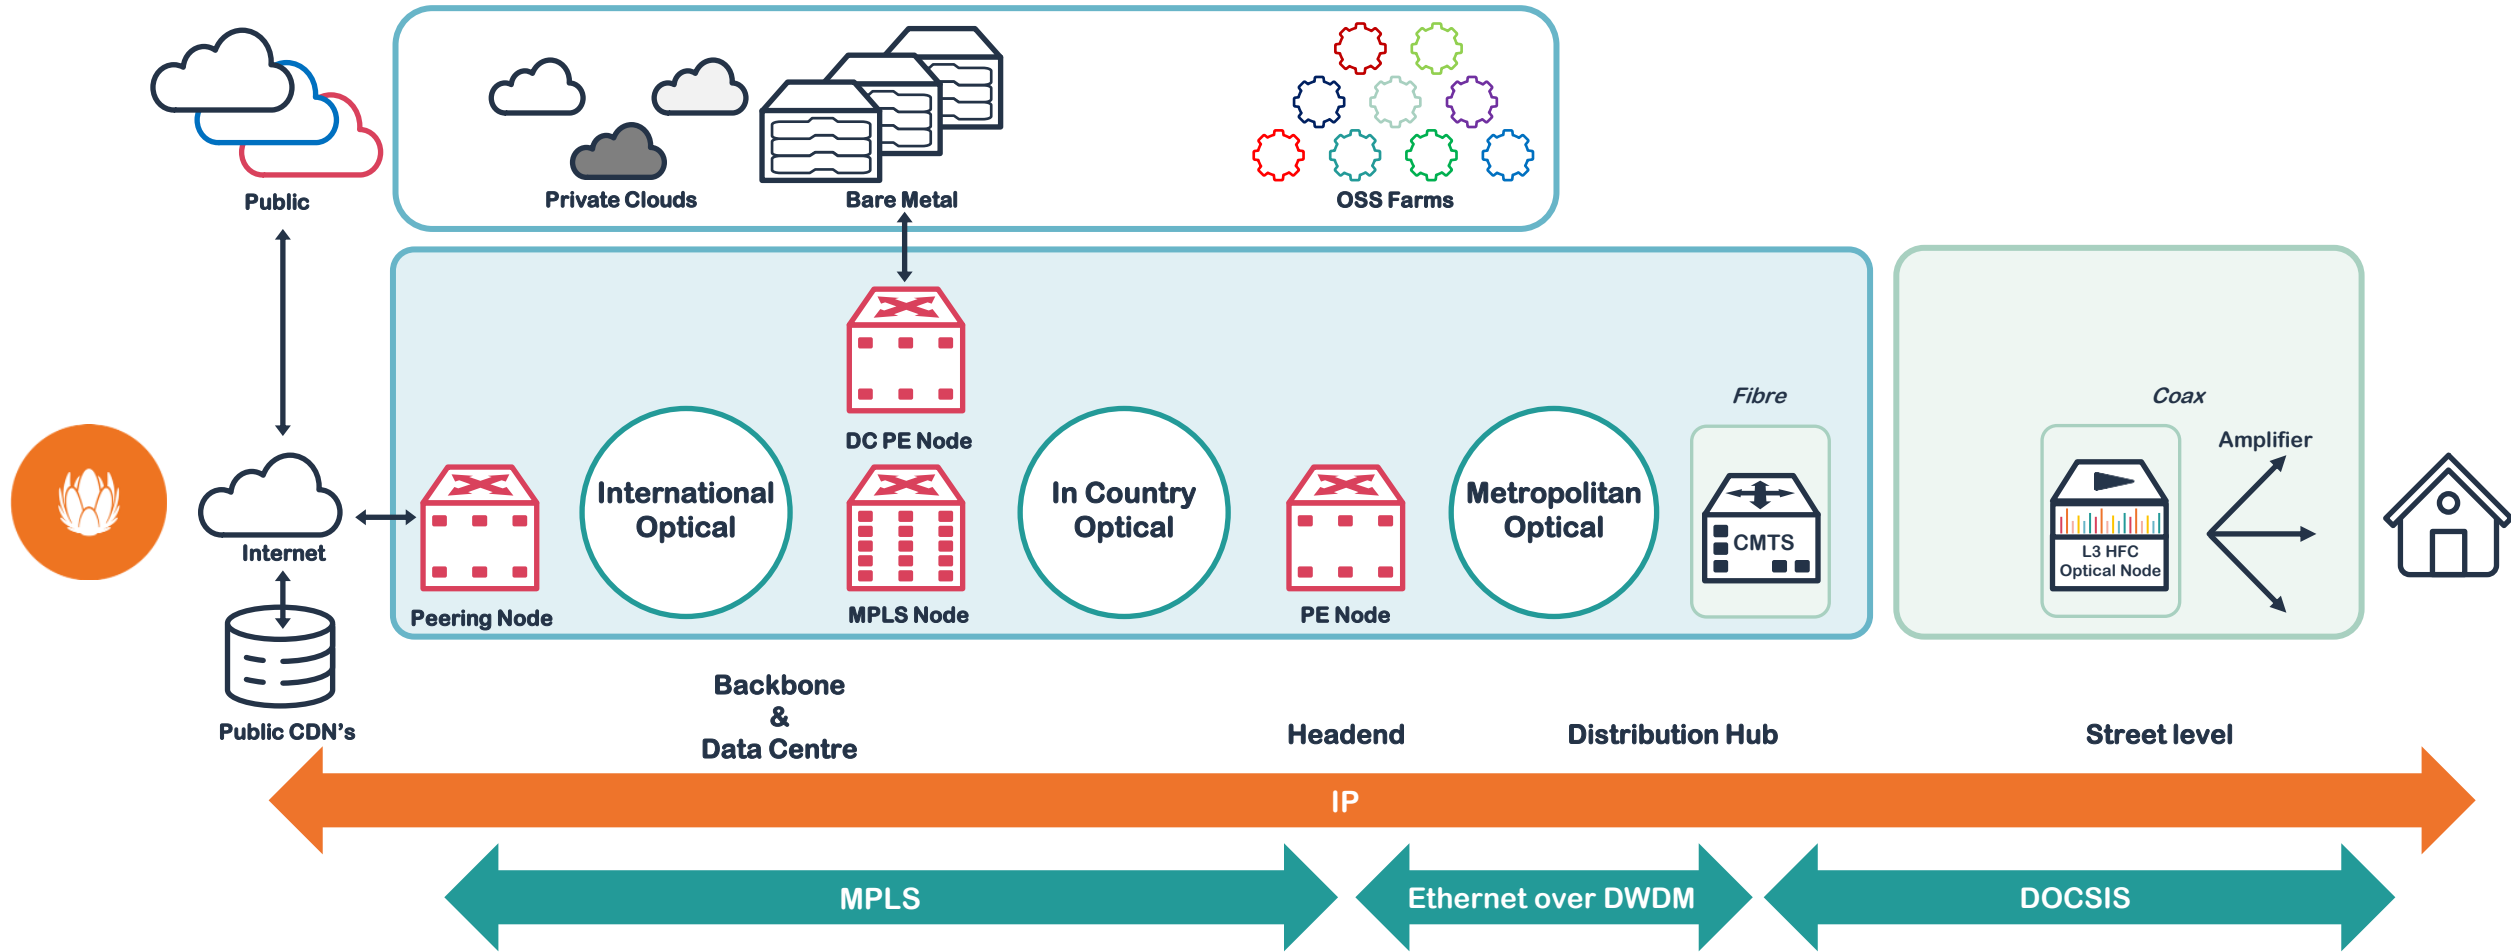 Public
Private Clouds
Bare Metal
OSS Farms
DC PE Node
Fibre
Coax
Amplifier
Internet
International
Optical
In Country
Optical
Metropolitan
Optical
CMTS
L3 HFC
Optical Node
Peering Node
MPLS Node
PE Node
Public CDN's
Backbone
&
Data Centre
Headend
Distribution Hub
Street level
IP
MPLS
Ethernet over DWDM
DOCSIS